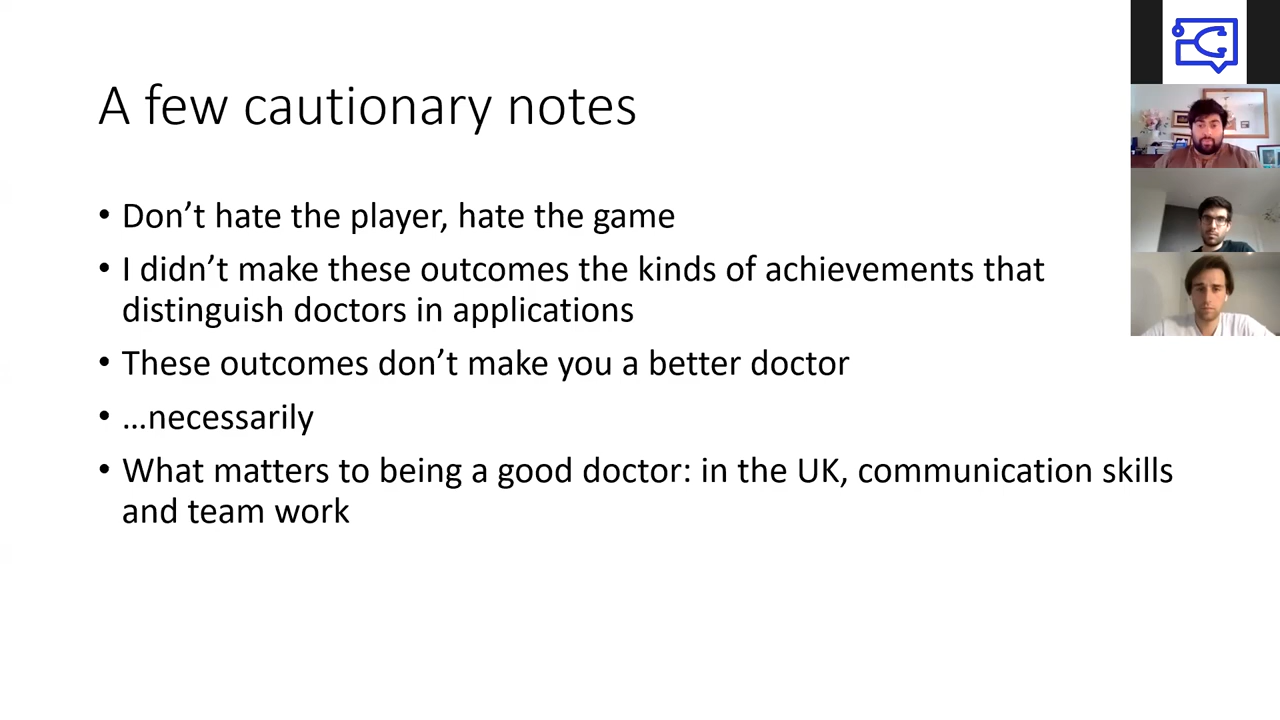 A few cautionary notes
• Don’t hate the player, hate the game
• I didn’t make these outcomes the kinds of achievements that
distinguish doctors in applications
• These outcomes don’t make you a better doctor
• …necessarily
• What matters to being a good doctor: in the UK, communication skills
and team work